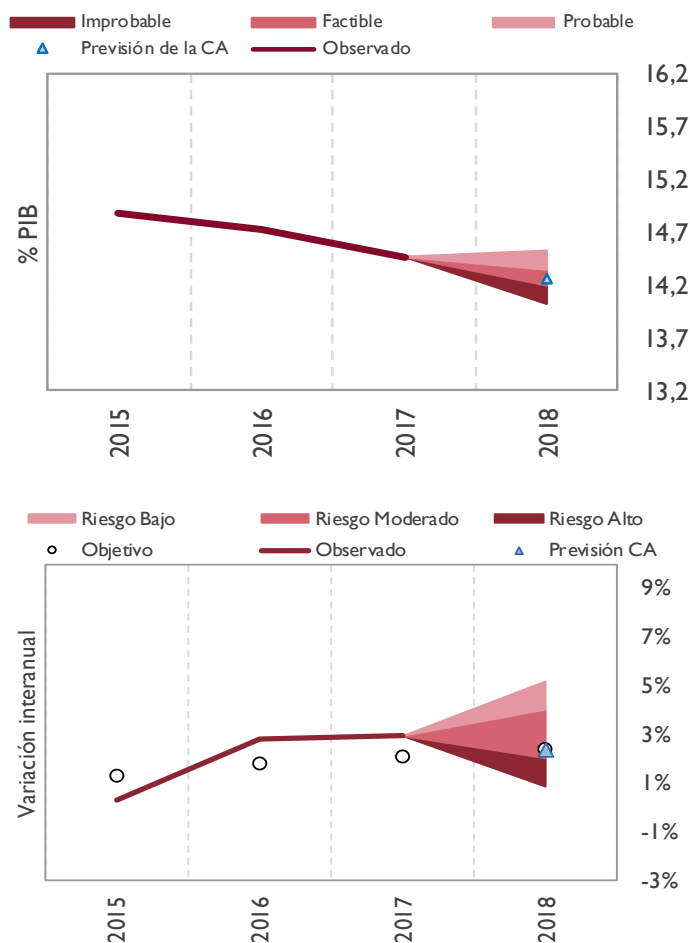 Improbable Factible Probable
Previsión de la CA Observado
% PIB
16,2
15,7
15,2
14,7
14,2
13,7
13,2
2015 2016 2017 2018
Riesgo Bajo Riesgo Moderado Riesgo Alto
Objetivo Observado Previsión CA
Variación interanual
9%
7%
5%
3%
1%
-1%
-3%
2015 2016 2017 2018